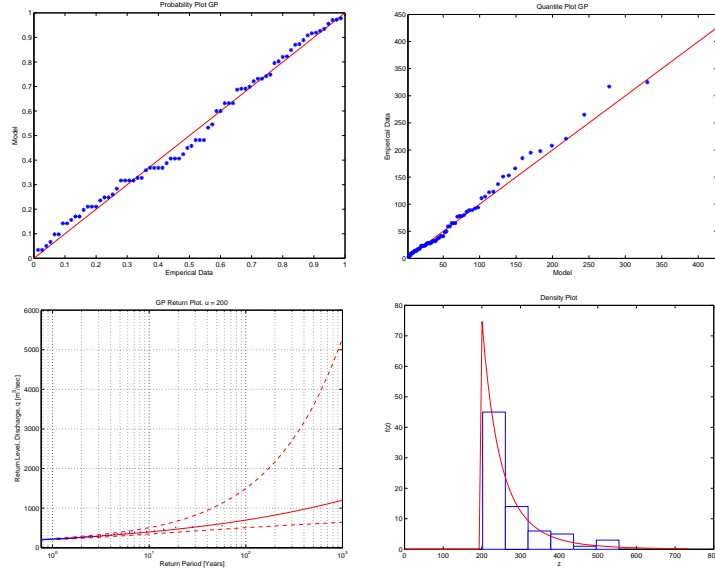 Probability Plot GP
1
0.9
0.8
0.7
0.6
0.5
0.4
0.3
0.2
0.1
0
Model
0 0.1 0.2 0.3 0.4 0.5 0.6 0.7 0.8 0.9 1
Emperical Data
Quantile Plot GP
450
400
350
300
250
200
150
100
50
0
Emperical Data
50 100 150 200 250 300 350 400
Model
GP Return Plot. u = 200
6000
5000
4000
3000
2000
1000
0
Return Level, Discharge, q [m³/sec]
10⁰ 10¹ 10² 10³
Return Period [Years]
Density Plot
80
70
60
50
40
30
20
10
0
f(z)
0 100 200 300 400 500 600 700 800
z